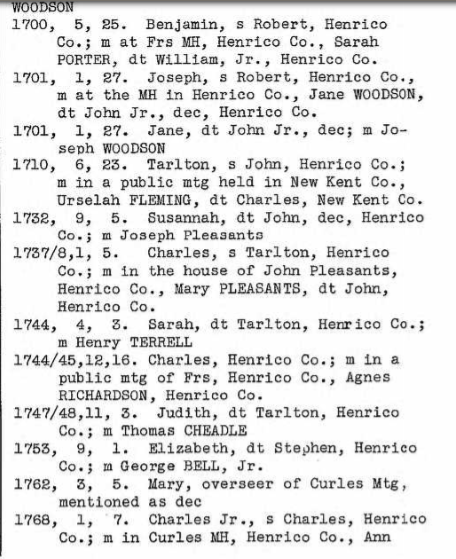 WOODSON
1700, 5, 25. Benjamin, s Robert, Henrico
Co.; m at Frs MH, Henrico Co., Sarah
PORTER, dt William, Jr., Henrico Co.
1701, 1, 27. Joseph, s Robert, Henrico Co.,
m at the MH in Henrico Co., Jane WOODSON,
dt John Jr., dec, Henrico Co.
1701, 1, 27. Jane, dt John Jr., dec; m Jo-
seph WOODSON
1710, 6, 23. Tarlton, s John, Henrico Co.;
m in a public mtg held in New Kent Co.,
Urselah FLEMING, dt Charles, New Kent Co.
1732, 9, 5. Susannah, dt John, dec, Henrico
Co.; m Joseph Pleasants
1737/8,1, 5. Charles, s Tarlton, Henrico
Co.; m in the house of John Pleasants,
Henrico Co., Mary PLEASANTS, dt John,
Henrico Co.
1744, 4, 3. Sarah, dt Tarlton, Henrico Co.;
m Henry TERRELL
1744/45,12,16. Charles, Henrico Co.; m in a
public mtg of Frs, Henrico Co., Agnes
RICHARDSON, Henrico Co.
1747/48,11, 3. Judith, dt Tarlton, Henrico
Co.; m Thomas CHEADLE
1753, 9, 1. Elizabeth, dt Stephen, Henrico
Co.; m George BELL, Jr.
1762, 3, 5. Mary, overseer of Curles Mtg,
mentioned as dec
1768, 1, 7. Charles Jr., s Charles, Henrico
Co.; m in Curles MH, Henrico Co., Ann